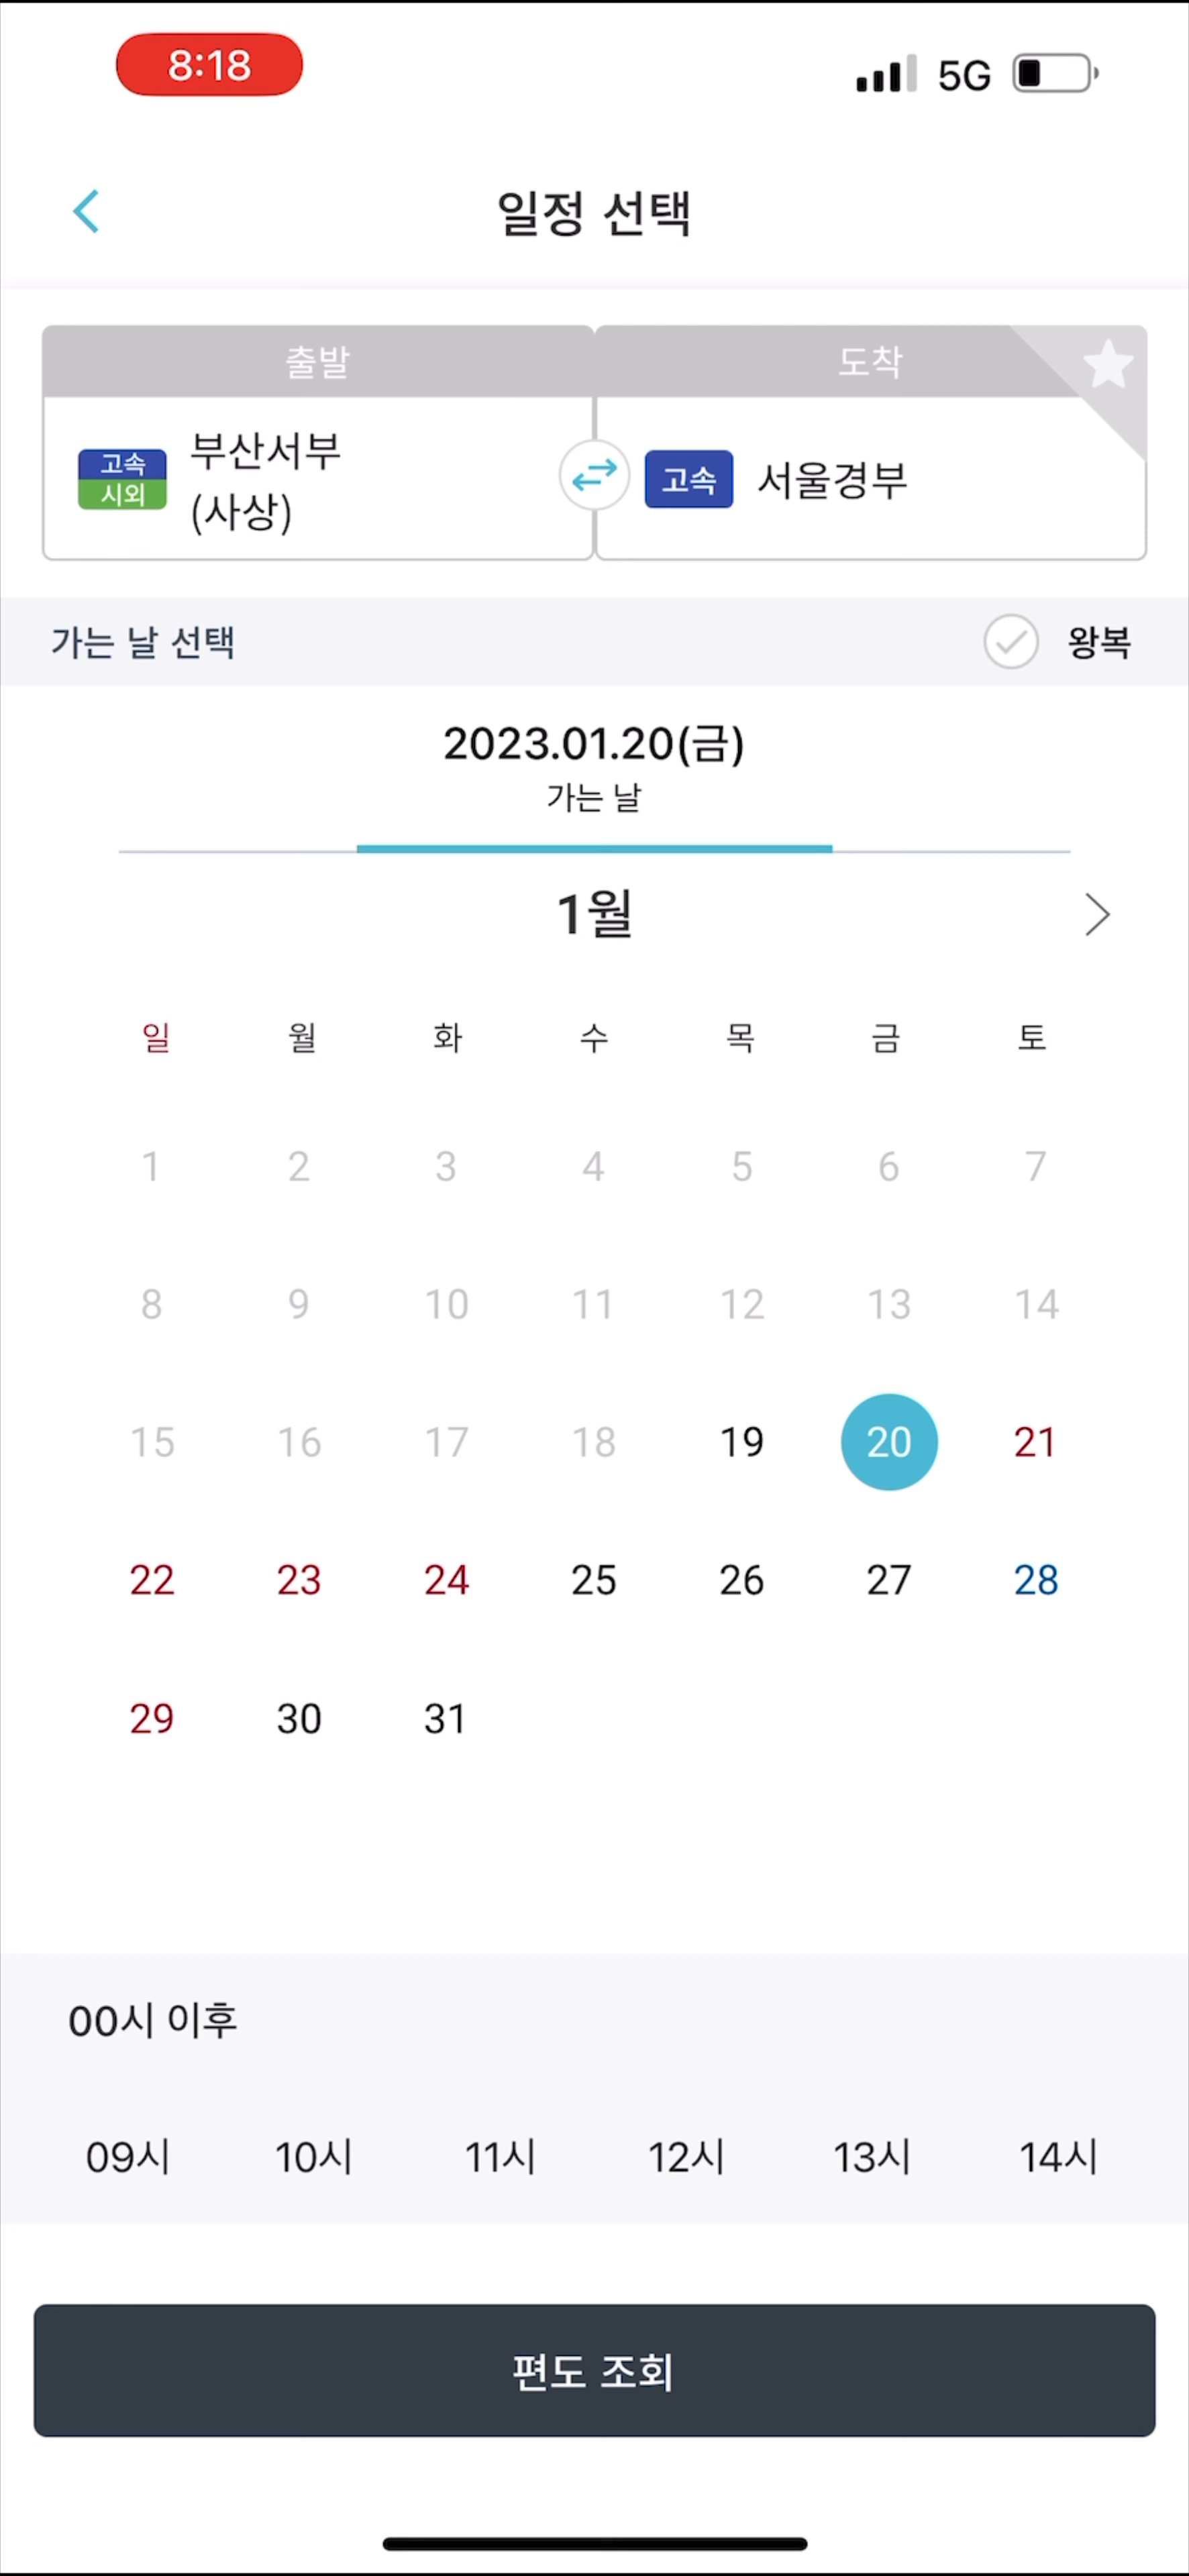 8:18
5G
일정 선택
출발
도착
고속
시외
부산서부
(사상)
고속
서울경부
가는 날 선택
왕복
2023.01.20(금)
가는 날
1월
일 월 화 수 목 금 토
1 2 3 4 5 6 7
8 9 10 11 12 13 14
15 16 17 18 19 20 21
22 23 24 25 26 27 28
29 30 31
00시 이후
09시 10시 11시 12시 13시 14시
편도 조회